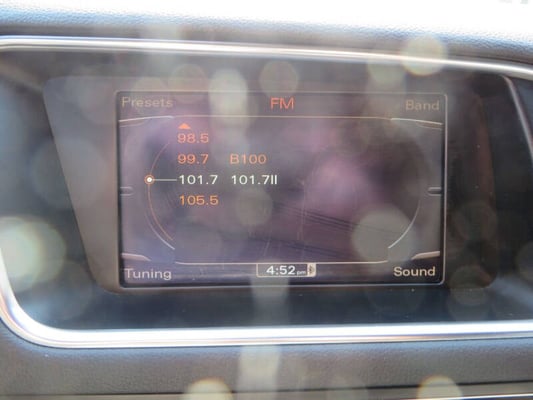 Presets FM Band
98.5
99.7 B100
101.7 101.7II
105.5
Tuning 4:52 pm Sound